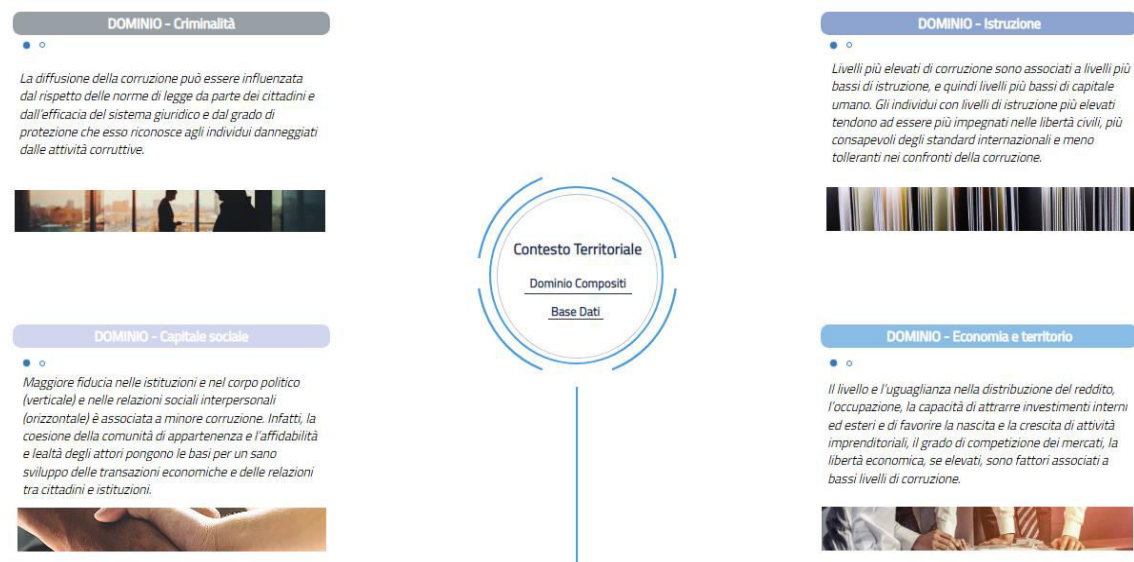 DOMINIO - Criminalità
La diffusione della corruzione può essere influenzata
dal rispetto delle norme di legge da parte dei cittadini e
dall'efficacia del sistema giuridico e dal grado di
protezione che esso riconosce agli individui danneggiati
dalle attività corruttive.
DOMINIO - Istruzione
Livelli più elevati di corruzione sono associati a livelli più
bassi di istruzione, e quindi livelli più bassi di capitale
umano. Gli individui con livelli di istruzione più elevati
tendono ad essere più impegnati nelle libertà civili, più
consapevoli degli standard internazionali e meno
tolleranti nei confronti della corruzione.
Contesto Territoriale
Dominio Compositi
Base Dati
DOMINIO - Capitale sociale
Maggiore fiducia nelle istituzioni e nel corpo politico
(verticale) e nelle relazioni sociali interpersonali
(orizzontale) è associata a minore corruzione. Infatti, la
coesione della comunità di appartenenza e l'affidabilità
e lealtà degli attori pongono le basi per un sano
sviluppo delle transazioni economiche e delle relazioni
tra cittadini e istituzioni.
DOMINIO - Economia e territorio
Il livello e l'uguaglianza nella distribuzione del reddito,
l'occupazione, la capacità di attrarre investimenti interni
ed esteri e di favorire la nascita e la crescita di attività
imprenditoriali, il grado di competizione dei mercati, la
libertà economica, se elevati, sono fattori associati a
bassi livelli di corruzione.